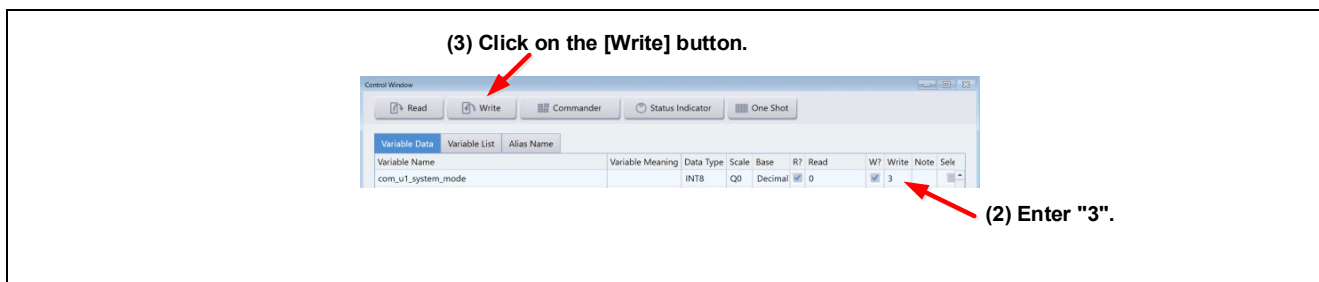 (3) Click on the [Write] button.
Control Window
Read Write Commander Status Indicator One Shot
Variable Data Variable List Alias Name
Variable Name Variable Meaning Data Type Scale Base R? Read W? Write Note Sele
com_u1_system_mode INT8 Q0 Decimal 0 3
(2) Enter "3".